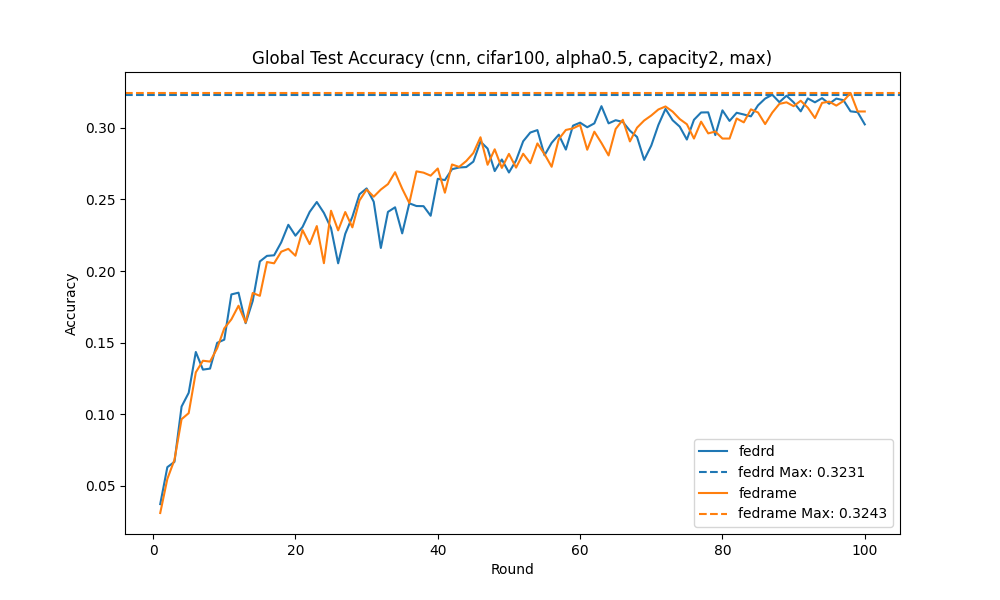 Global Test Accuracy (cnn, cifar100, alpha0.5, capacity2, max)
Accuracy
0.30
0.25
0.20
0.15
0.10
0.05
0
20
40
60
80
100
Round
fedrd
fedrd Max: 0.3231
fedrame
fedrame Max: 0.3243